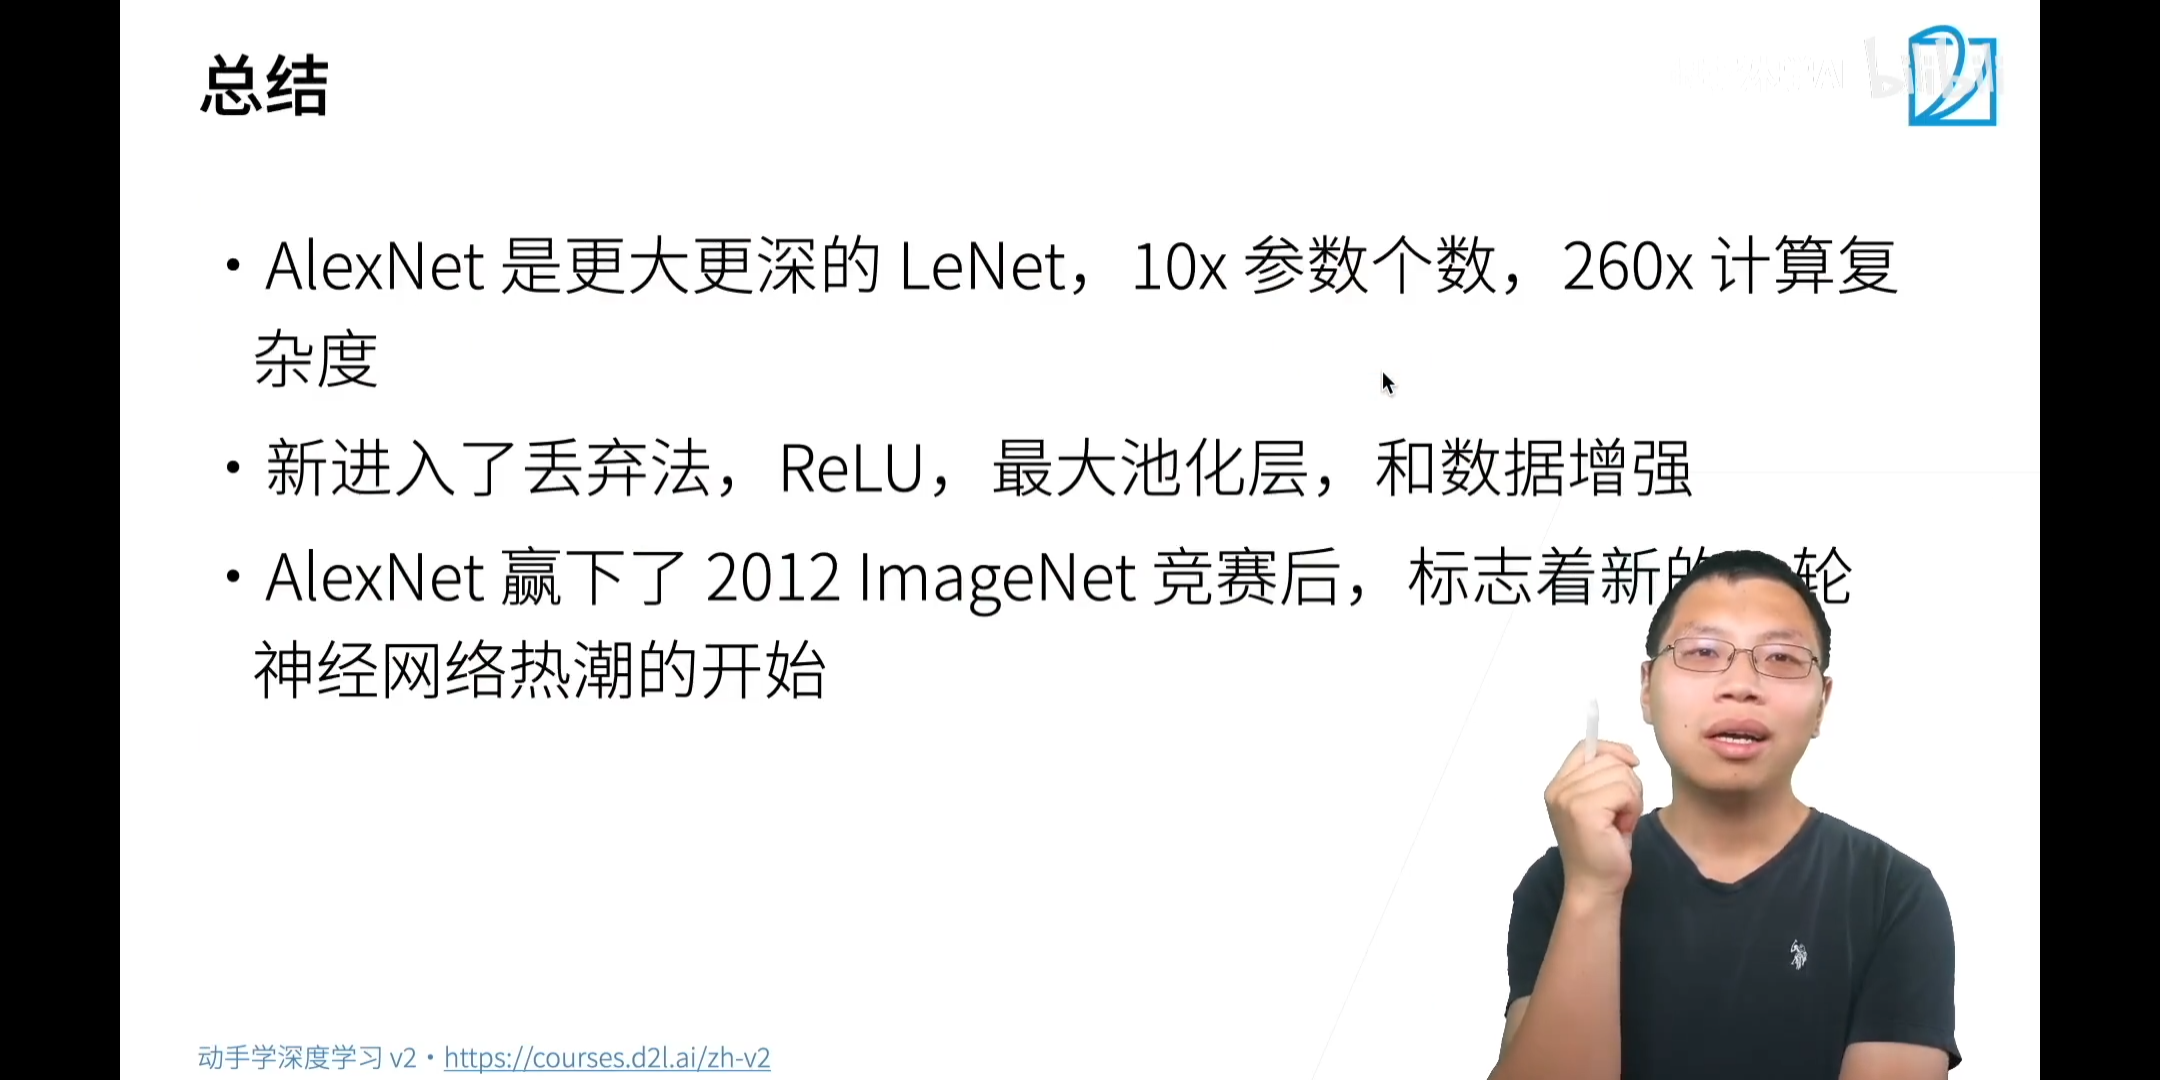 总结
bilibili
• AlexNet 是更大更深的 LeNet，10x 参数个数，260x 计算复
杂度
• 新进入了丢弃法，ReLU，最大池化层，和数据增强
• AlexNet 赢下了 2012 ImageNet 竞赛后，标志着新的 轮
神经网络热潮的开始
动手学深度学习 v2 • https://courses.d2l.ai/zh-v2